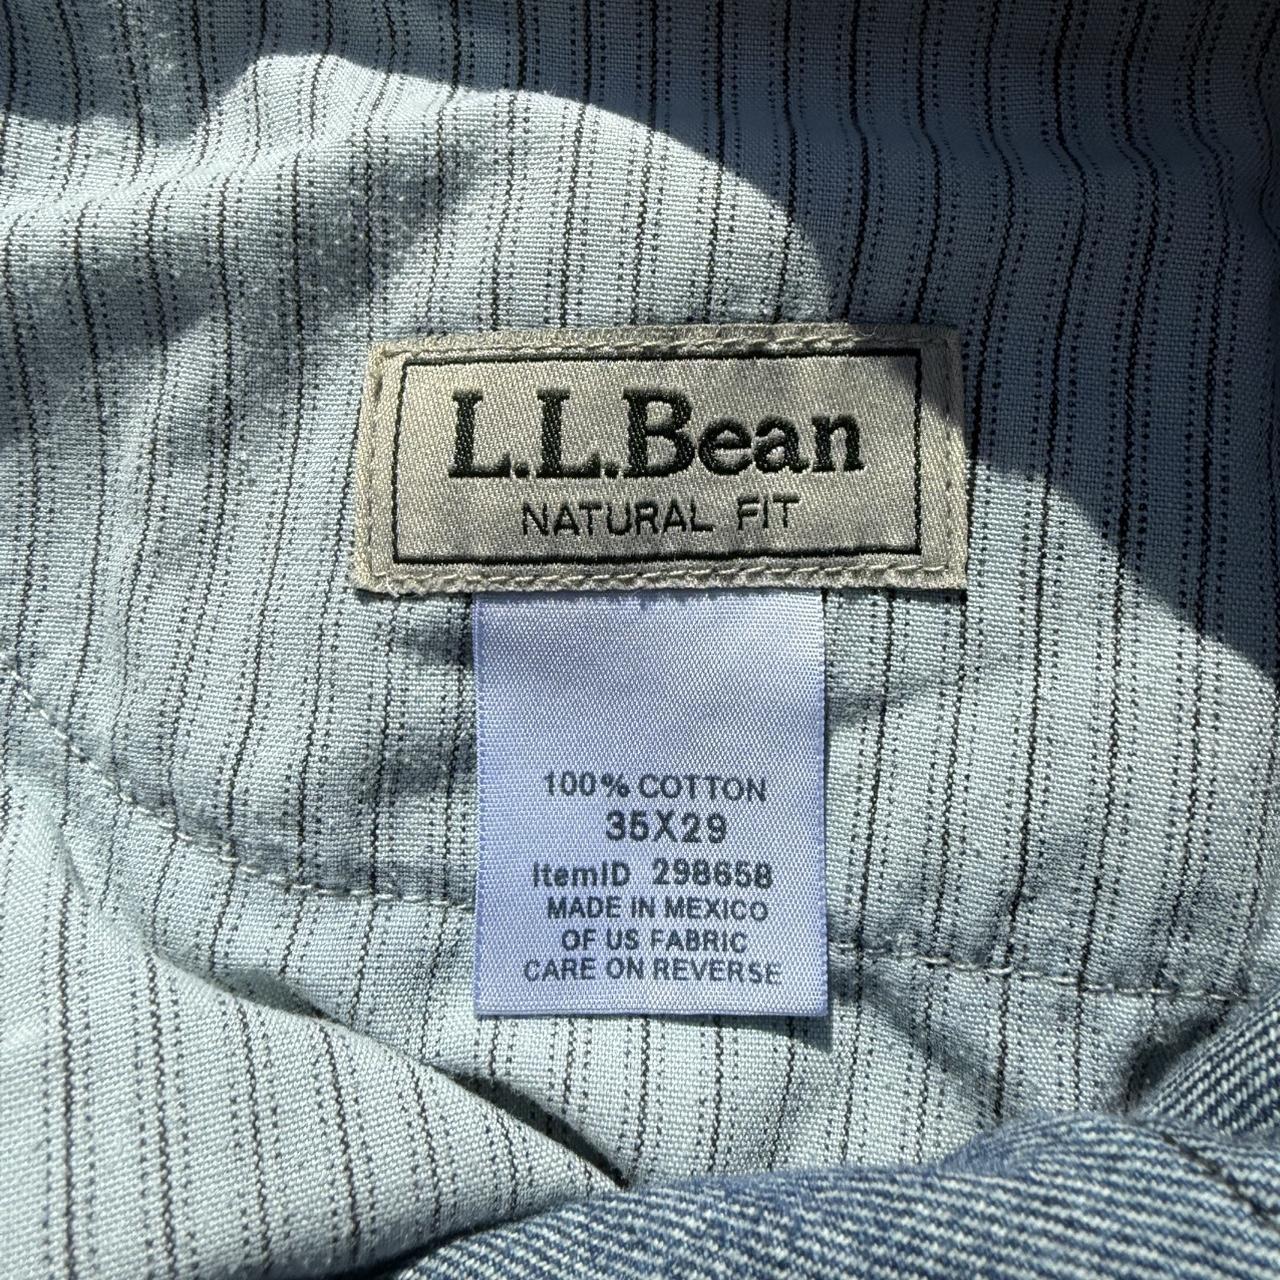 L.L.Bean
NATURAL FIT
100% COTTON
35X29
ItemID 298658
MADE IN MEXICO
OF US FABRIC
CARE ON REVERSE